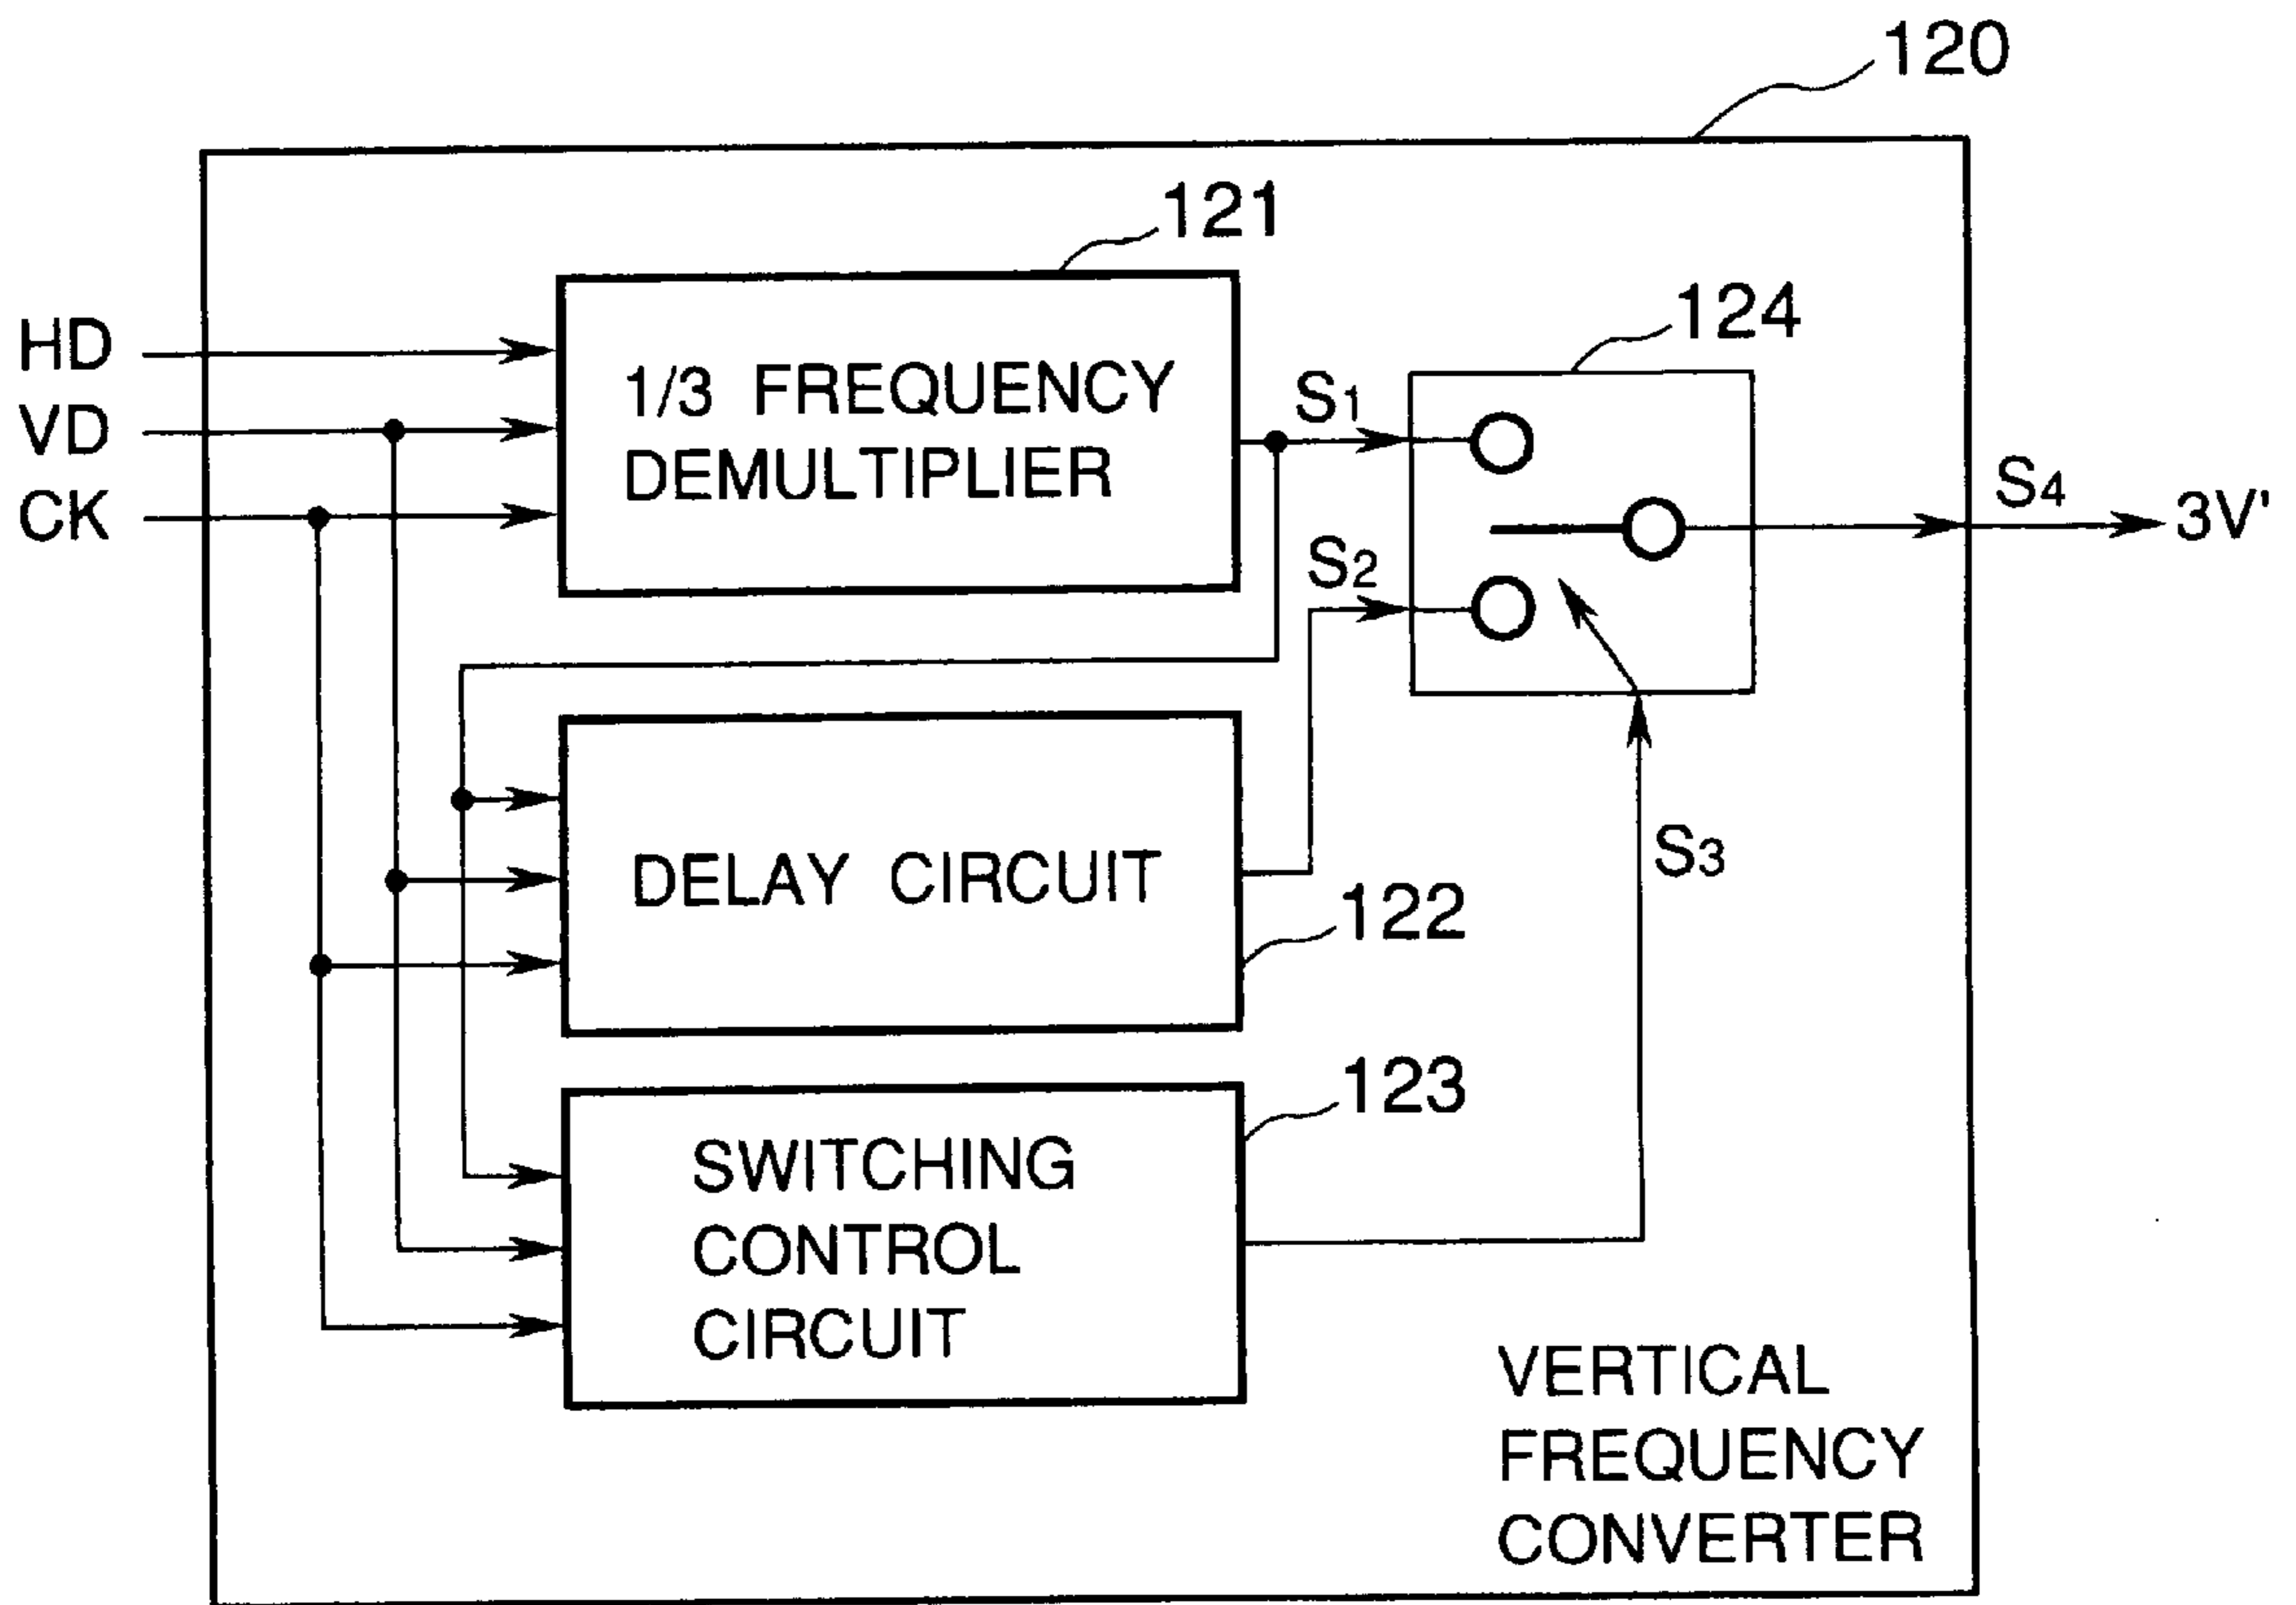 120
121
124
HD
VD
CK
1/3 FREQUENCY
DEMULTIPLIER
S1
S2
S4
3V'
DELAY CIRCUIT
122
S3
123
SWITCHING
CONTROL
CIRCUIT
VERTICAL
FREQUENCY
CONVERTER